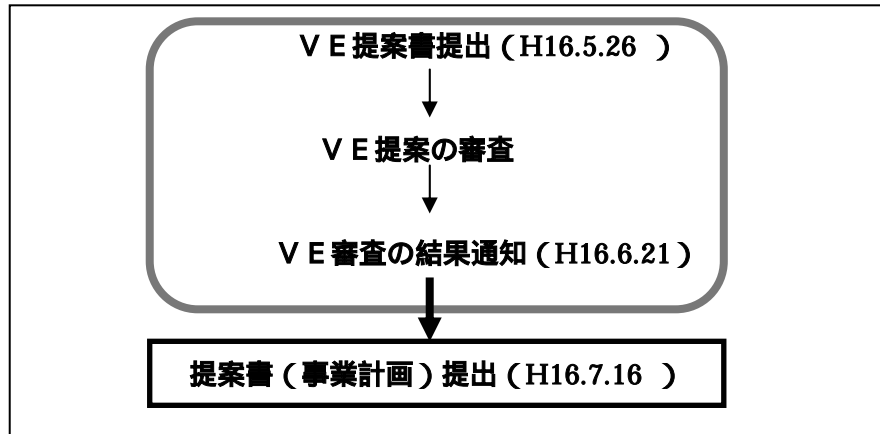 ＶＥ提案書提出（H16.5.26　）
ＶＥ提案の審査
ＶＥ審査の結果通知（H16.6.21）
提案書（事業計画）提出（H16.7.16　）